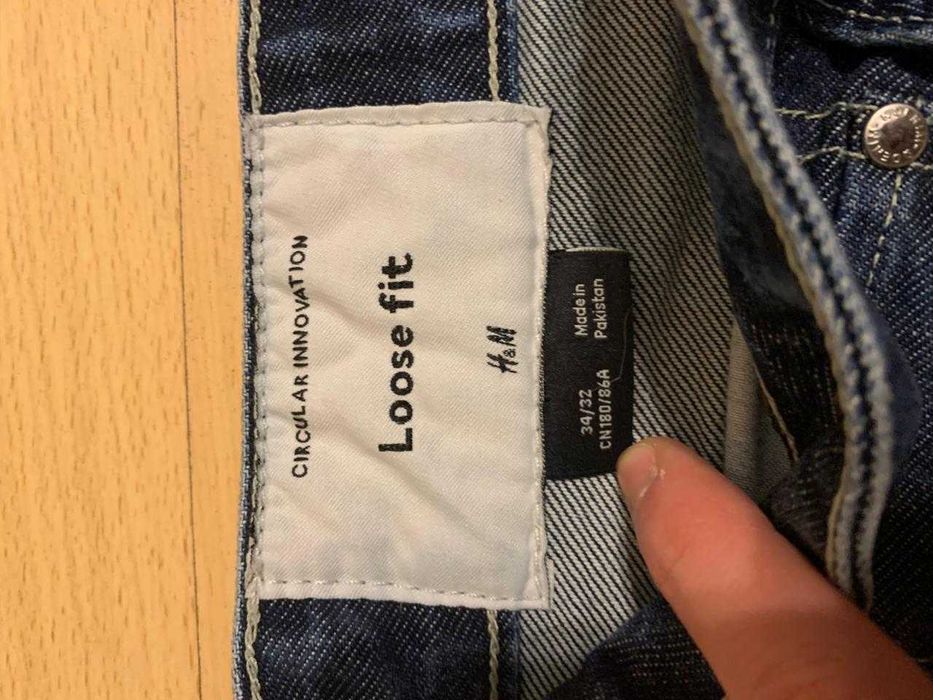 CIRCULAR INNOVATION
Loose fit
H&M
34/32
CN180/86A
Made in
Pakistan